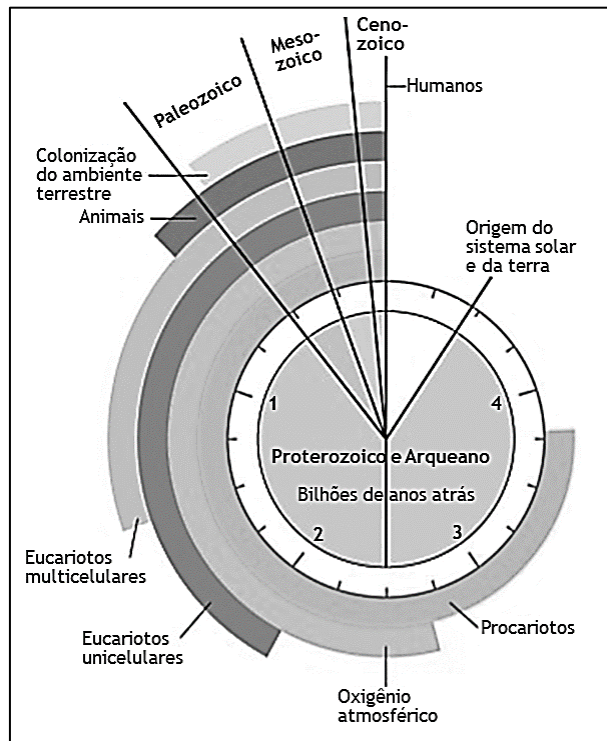 Ceno-
zoico
Meso-
zoico
Paleozoico
Humanos
Colonização
do ambiente
terrestre
Animais
Origem do
sistema solar
e da terra
1
4
Proterozoico e Arqueano
Bilhões de anos atrás
2
3
Eucariotos
multicelulares
Procariotos
Eucariotos
unicelulares
Oxigênio
atmosférico